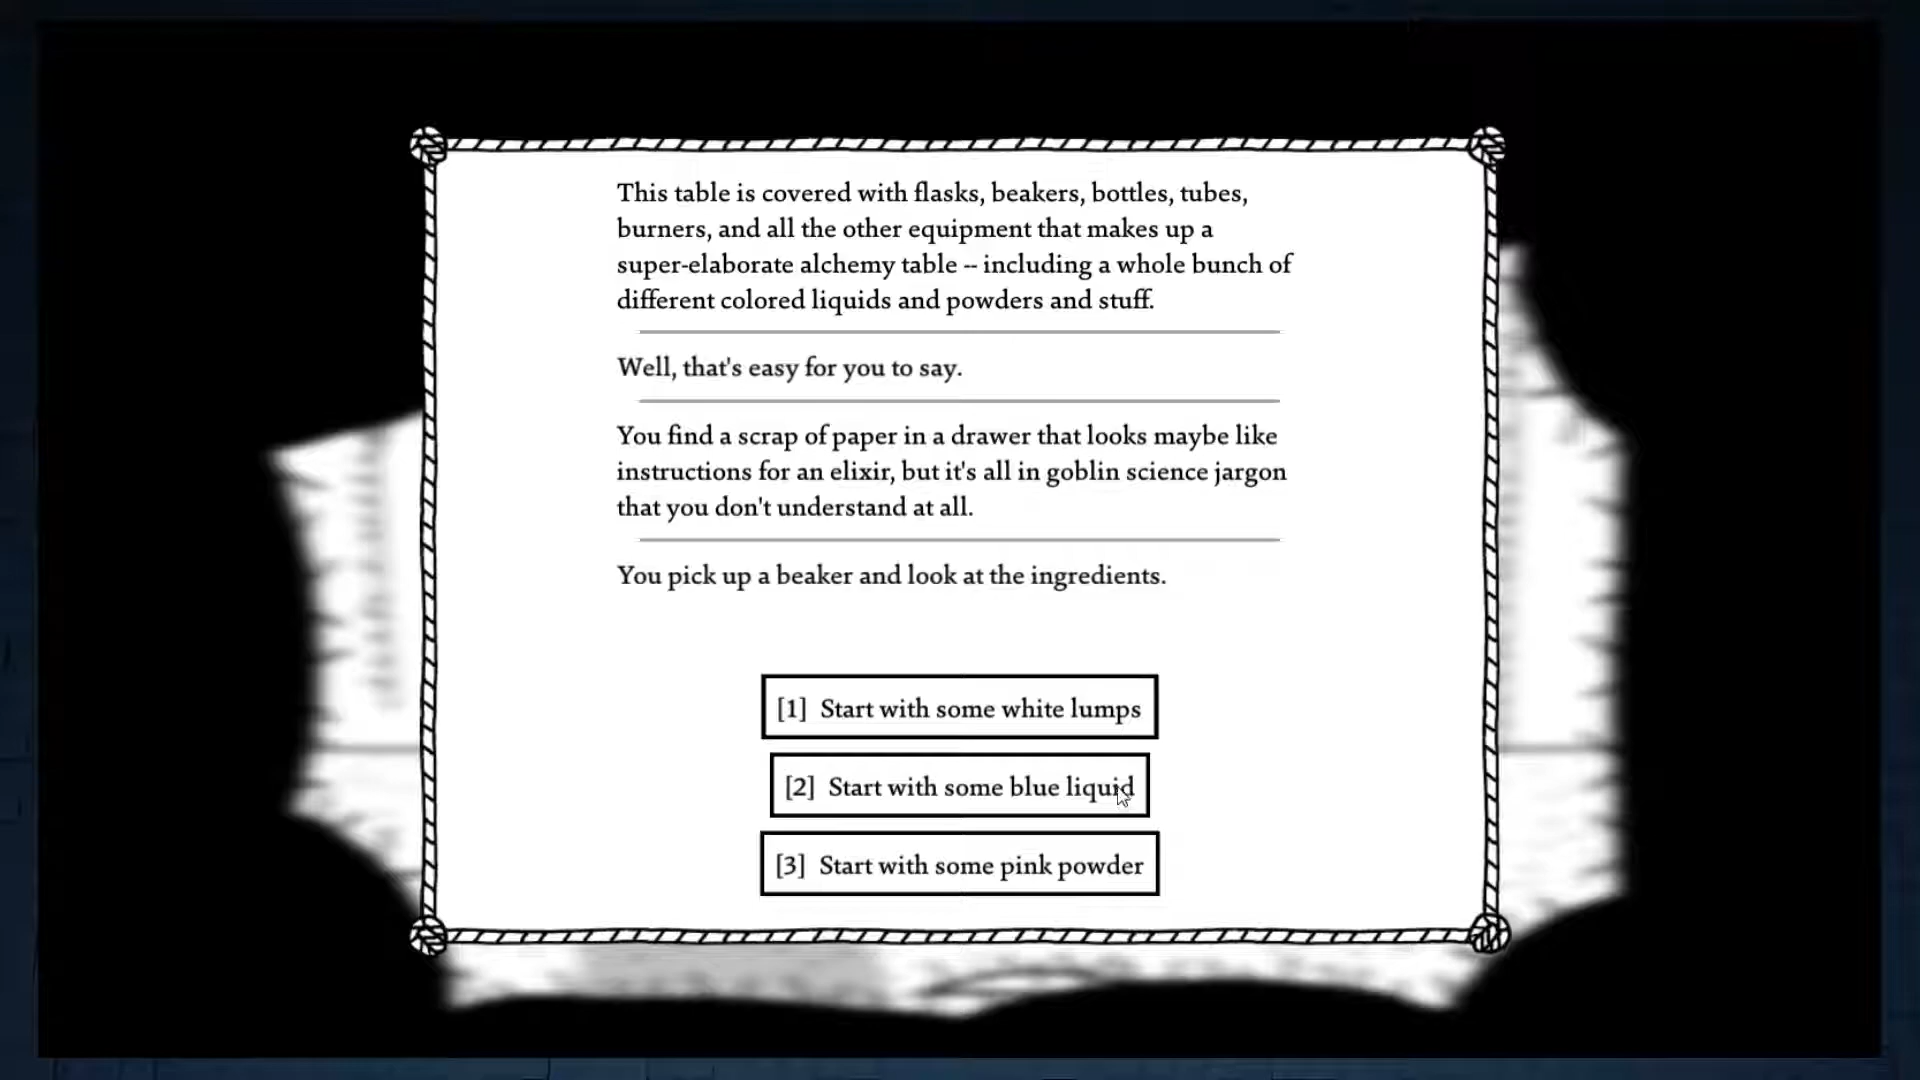 This table is covered with flasks, beakers, bottles, tubes,
burners, and all the other equipment that makes up a
super-elaborate alchemy table -- including a whole bunch of
different colored liquids and powders and stuff.
Well, that's easy for you to say.
You find a scrap of paper in a drawer that looks maybe like
instructions for an elixir, but it's all in goblin science jargon
that you don't understand at all.
You pick up a beaker and look at the ingredients.
[1] Start with some white lumps
[2] Start with some blue liquid
[3] Start with some pink powder